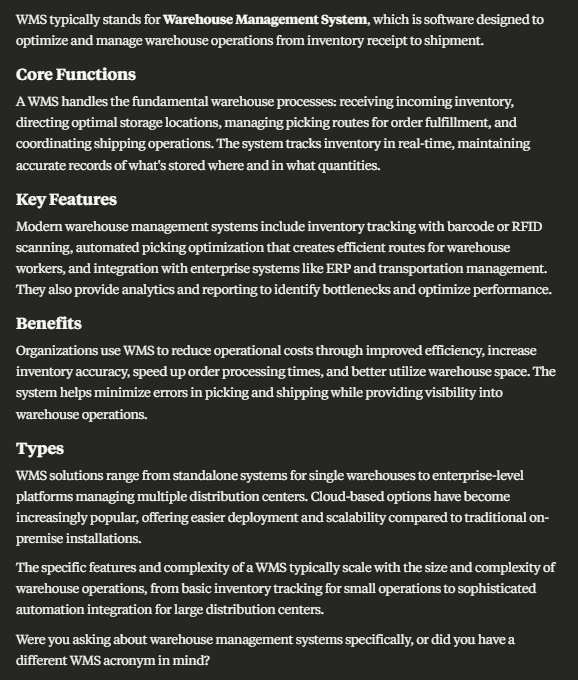 WMS typically stands for Warehouse Management System, which is software designed to
optimize and manage warehouse operations from inventory receipt to shipment.
Core Functions
A WMS handles the fundamental warehouse processes: receiving incoming inventory,
directing optimal storage locations, managing picking routes for order fulfillment, and
coordinating shipping operations. The system tracks inventory in real-time, maintaining
accurate records of what's stored where and in what quantities.
Key Features
Modern warehouse management systems include inventory tracking with barcode or RFID
scanning, automated picking optimization that creates efficient routes for warehouse
workers, and integration with enterprise systems like ERP and transportation management.
They also provide analytics and reporting to identify bottlenecks and optimize performance.
Benefits
Organizations use WMS to reduce operational costs through improved efficiency, increase
inventory accuracy, speed up order processing times, and better utilize warehouse space. The
system helps minimize errors in picking and shipping while providing visibility into
warehouse operations.
Types
WMS solutions range from standalone systems for single warehouses to enterprise-level
platforms managing multiple distribution centers. Cloud-based options have become
increasingly popular, offering easier deployment and scalability compared to traditional on-
premise installations.
The specific features and complexity of a WMS typically scale with the size and complexity of
warehouse operations, from basic inventory tracking for small operations to sophisticated
automation integration for large distribution centers.
Were you asking about warehouse management systems specifically, or did you have a
different WMS acronym in mind?